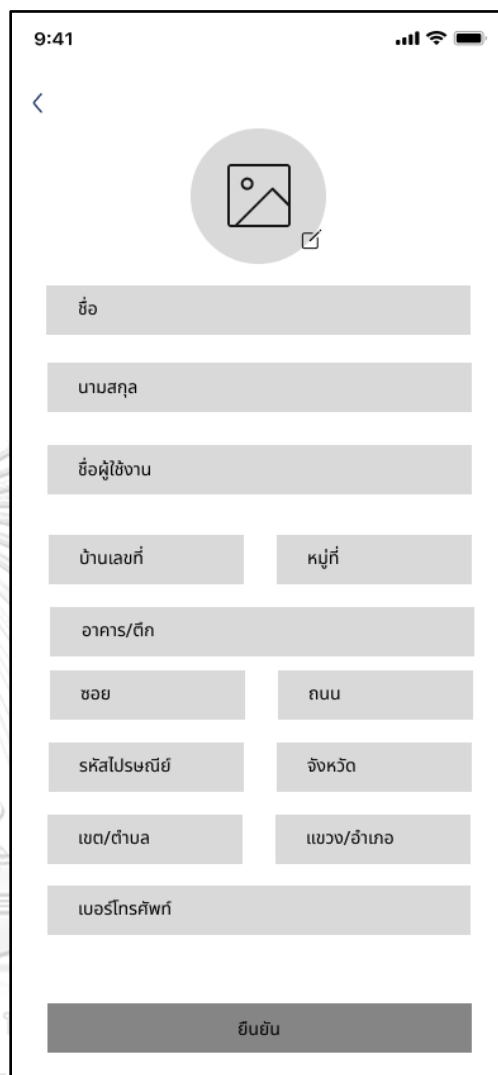 9:41
ชื่อ
นามสกุล
ชื่อผู้ใช้งาน
บ้านเลขที่ หมู่ที่
อาคาร/ตึก
ซอย ถนน
รหัสไปรษณีย์ จังหวัด
เขต/ตำบล แขวง/อำเภอ
เบอร์โทรศัพท์
ยืนยัน